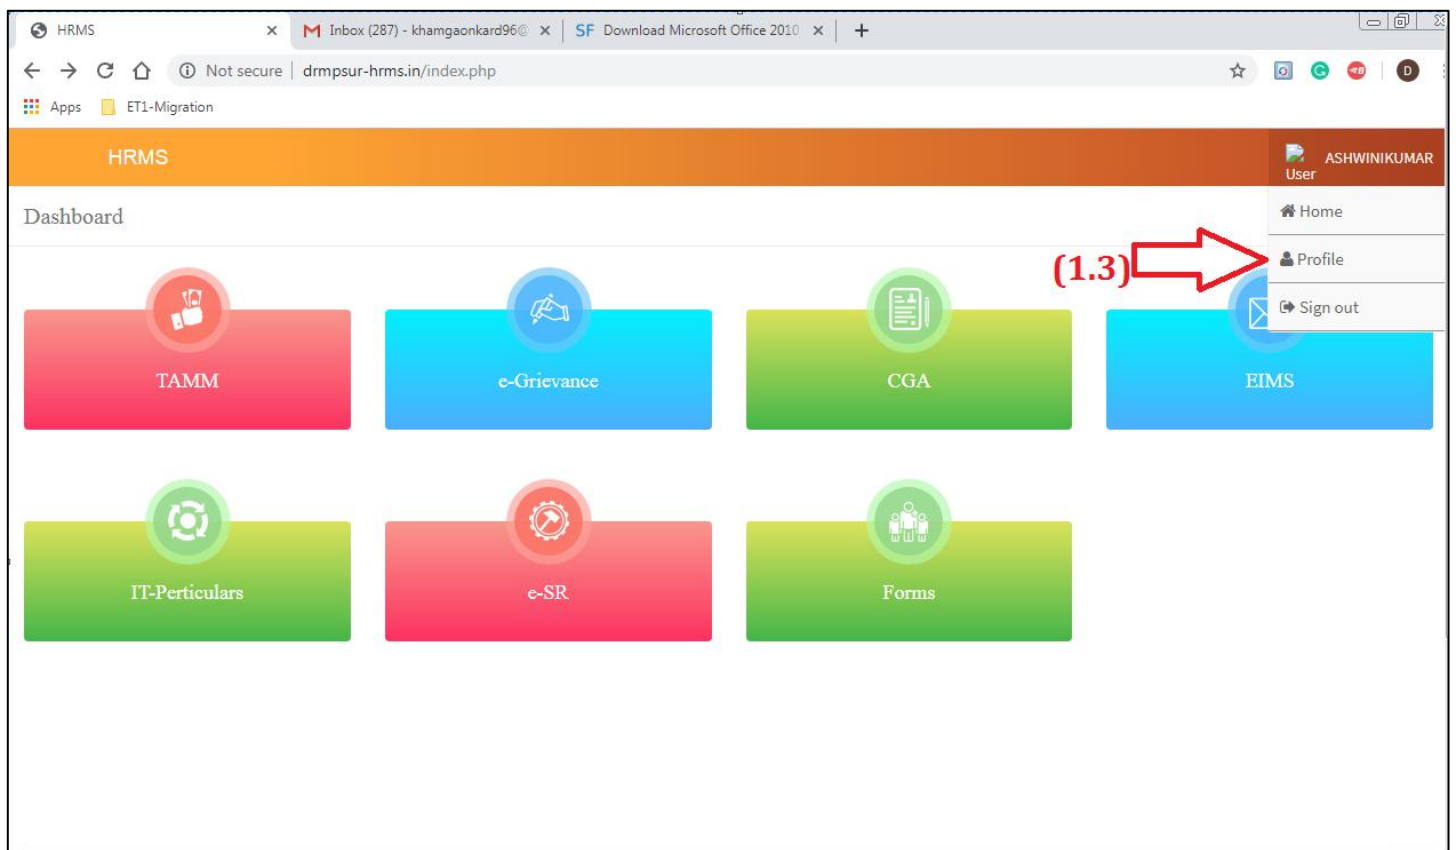 HRMS
Inbox (287) - khamgaonkard96@
SF Download Microsoft Office 2010
Not secure | drmpsur-hrms.in/index.php
D
Apps ET1-Migration
HRMS
User ASHWINIKUMAR
Dashboard
Home
(1.3)
Profile
Sign out
TAMM
e-Grievance
CGA
EIMS
IT-Perticulars
e-SR
Forms